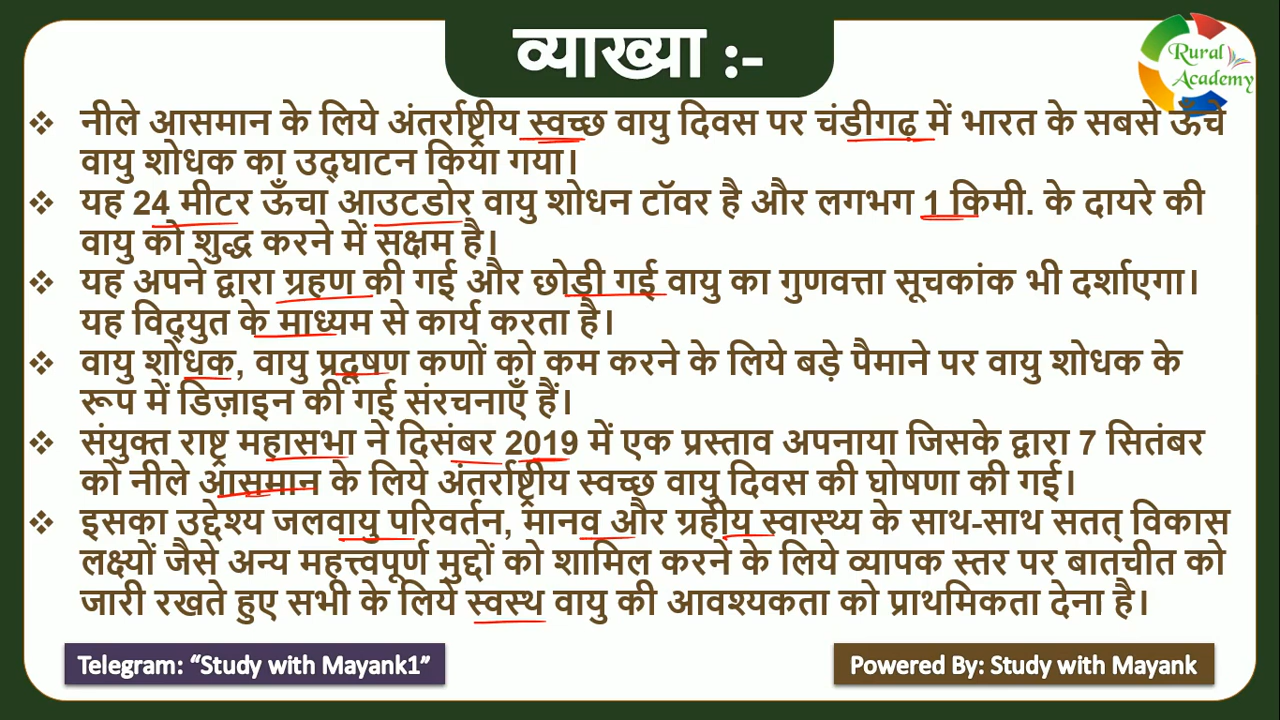 व्याख्या :-
Rural
Academy
❖ नीले आसमान के लिये अंतर्राष्ट्रीय स्वच्छ वायु दिवस पर चंडीगढ़ में भारत के सबसे ऊँचे
वायु शोधक का उद्घाटन किया गया।
❖ यह 24 मीटर ऊँचा आउटडोर वायु शोधन टॉवर है और लगभग 1 किमी. के दायरे की
वायु को शुद्ध करने में सक्षम है।
❖ यह अपने द्वारा ग्रहण की गई और छोड़ी गई वायु का गुणवत्ता सूचकांक भी दर्शाएगा।
यह विद्युत के माध्यम से कार्य करता है।
❖ वायु शोधक, वायु प्रदूषण कणों को कम करने के लिये बड़े पैमाने पर वायु शोधक के
रूप में डिज़ाइन की गई संरचनाएँ हैं।
❖ संयुक्त राष्ट्र महासभा ने दिसंबर 2019 में एक प्रस्ताव अपनाया जिसके द्वारा 7 सितंबर
को नीले आसमान के लिये अंतर्राष्ट्रीय स्वच्छ वायु दिवस की घोषणा की गई।
❖ इसका उद्देश्य जलवायु परिवर्तन, मानव और ग्रहीय स्वास्थ्य के साथ-साथ सतत् विकास
लक्ष्यों जैसे अन्य महत्त्वपूर्ण मुद्दों को शामिल करने के लिये व्यापक स्तर पर बातचीत को
जारी रखते हुए सभी के लिये स्वस्थ वायु की आवश्यकता को प्राथमिकता देना है।
Telegram: “Study with Mayank1”
Powered By: Study with Mayank